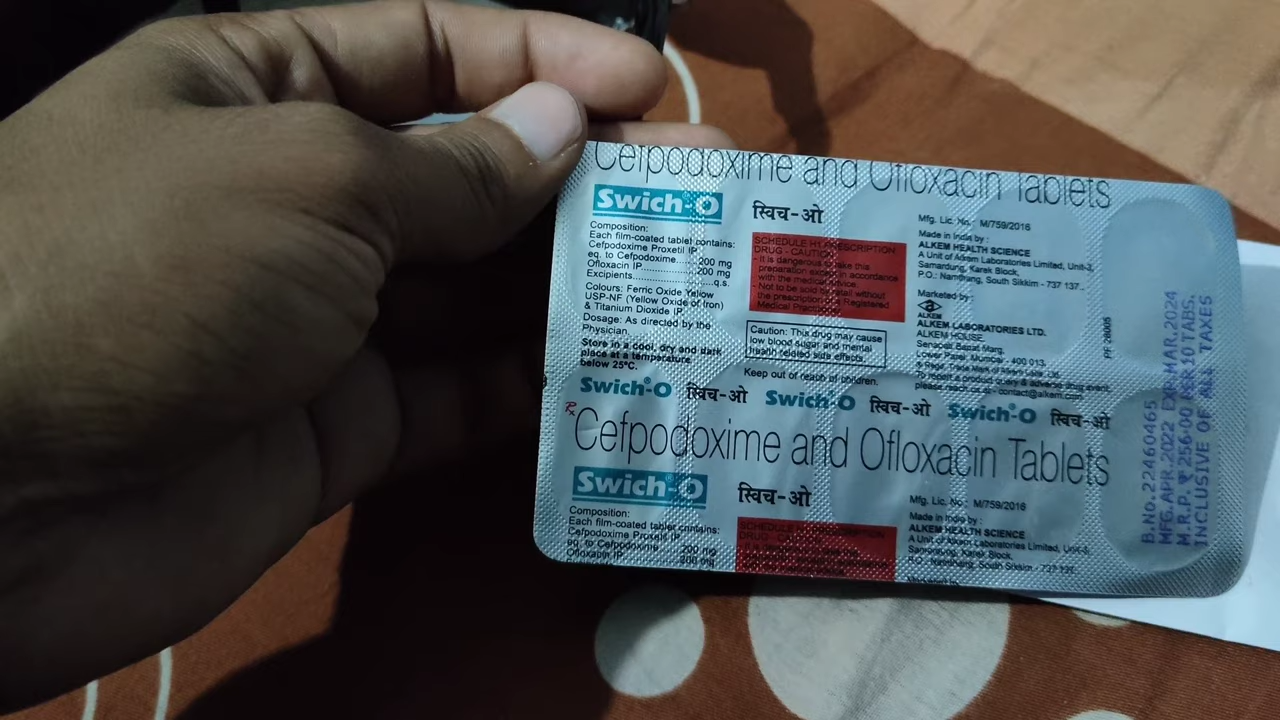 Cefpodoxime and Ofloxacin Tablets
Swich-O
स्विच-ओ
Composition:
Each film-coated tablet contains:
Cefpodoxime Proxetil IP
eq. to Cefpodoxime.....200 mg
Ofloxacin IP...................200 mg
Excipients.......................q.s.
Colours: Ferric Oxide Yellow
USP-NF (Yellow Oxide of Iron)
& Titanium Dioxide IP.
Dosage: As directed by the
Physician.
Store in a cool, dry and dark
place at a temperature
below 25°C.
SCHEDULE H1 PRESCRIPTION
DRUG - CAUTION
- It is dangerous to take this
preparation except in accordance
with the medical advice.
- Not to be sold by retail without
the prescription of a Registered
Medical Practitioner.
Caution: This drug may cause
low blood sugar and mental
health related side effects.
Keep out of reach of children.
Mfg. Lic. No.: M/759/2016
Made in India by:
ALKEM HEALTH SCIENCE
A Unit of Alkem Laboratories Limited, Unit-3,
Samardung, Karek Block,
P.O.: Namthang, South Sikkim - 737 137.
Marketed by:
ALKEM
ALKEM LABORATORIES LTD.
ALKEM HOUSE,
Senapati Bapat Marg,
Lower Parel, Mumbai - 400 013.
® Regd. Trade Mark of Alkem Labs. Ltd.
To report a product query & adverse drug event,
please reach us on - contact@alkem.com
Swich®-O स्विच-ओ Swich®-O स्विच-ओ Swich®-O स्विच-ओ
Rx
Cefpodoxime and Ofloxacin Tablets
Swich-O
स्विच-ओ
Composition:
Each film-coated tablet contains:
Cefpodoxime Proxetil IP
eq. to Cefpodoxime 200 mg
Ofloxacin IP 200 mg
SCHEDULE H1 PRESCRIPTION
Mfg. Lic. No.: M/759/2016
Made in India by:
ALKEM HEALTH SCIENCE
A Unit of Alkem Laboratories Limited, Unit-3,
Samardung, Karek Block,
P.O.: Namthang, South Sikkim - 737 137.
B.No.22460465
MFG.APR.2022 EXP.MAR.2024
M.R.P. ₹ 256-00 PER 10 TABS.
INCLUSIVE OF ALL TAXES